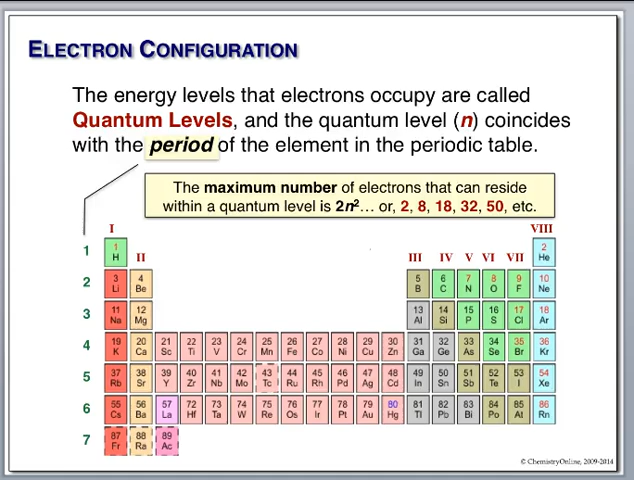 ELECTRON CONFIGURATION
The energy levels that electrons occupy are called
Quantum Levels, and the quantum level (n) coincides
with the period of the element in the periodic table.
The maximum number of electrons that can reside
within a quantum level is 2n²… or, 2, 8, 18, 32, 50, etc.
I VIII
1 1 2
H He
II III IV V VI VII
2 3 4 5 6 7 8 9 10
Li Be B C N O F Ne
3 11 12 13 14 15 16 17 18
Na Mg Al Si P S Cl Ar
4 19 20 21 22 23 24 25 26 27 28 29 30 31 32 33 34 35 36
K Ca Sc Ti V Cr Mn Fe Co Ni Cu Zn Ga Ge As Se Br Kr
5 37 38 39 40 41 42 43 44 45 46 47 48 49 50 51 52 53 54
Rb Sr Y Zr Nb Mo Tc Ru Rh Pd Ag Cd In Sn Sb Te I Xe
6 55 56 57 72 73 74 75 76 77 78 79 80 81 82 83 84 85 86
Cs Ba La Hf Ta W Re Os Ir Pt Au Hg Tl Pb Bi Po At Rn
7 87 88 89
Fr Ra Ac
© ChemistryOnline, 2009-2014